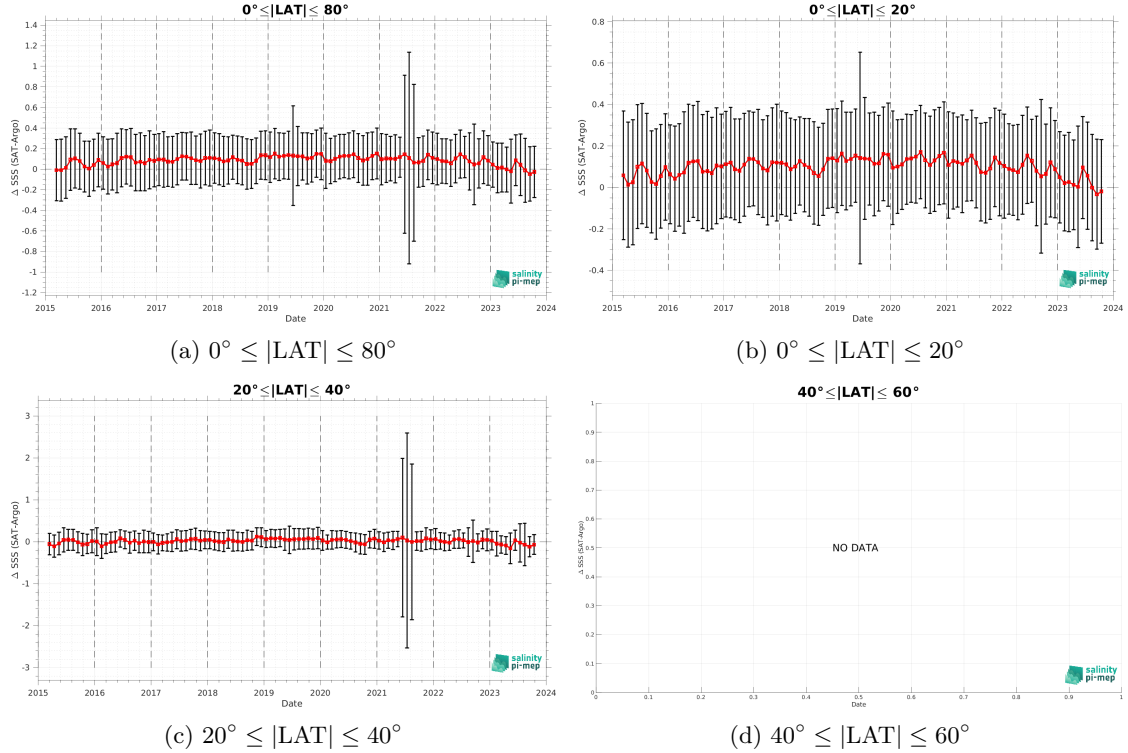 0°≤|LAT|≤ 80°
Δ SSS (SAT-Argo)
1.4
1.2
1
0.8
0.6
0.4
0.2
0
-0.2
-0.4
-0.6
-0.8
-1
-1.2
2015 2016 2017 2018 2019 2020 2021 2022 2023 2024
Date
salinity
pi-mep
(a) 0° ≤ |LAT| ≤ 80°
0°≤|LAT|≤ 20°
Δ SSS (SAT-Argo)
0.8
0.6
0.4
0.2
0
-0.2
-0.4
2015 2016 2017 2018 2019 2020 2021 2022 2023 2024
Date
salinity
pi-mep
(b) 0° ≤ |LAT| ≤ 20°
20°≤|LAT|≤ 40°
Δ SSS (SAT-Argo)
3
2
1
0
-1
-2
-3
2015 2016 2017 2018 2019 2020 2021 2022 2023 2024
Date
salinity
pi-mep
(c) 20° ≤ |LAT| ≤ 40°
40°≤|LAT|≤ 60°
Δ SSS (SAT-Argo)
1
0.9
0.8
0.7
0.6
0.5
0.4
0.3
0.2
0.1
0
NO DATA
0 0.1 0.2 0.3 0.4 0.5 0.6 0.7 0.8 0.9 1
Date
salinity
pi-mep
(d) 40° ≤ |LAT| ≤ 60°